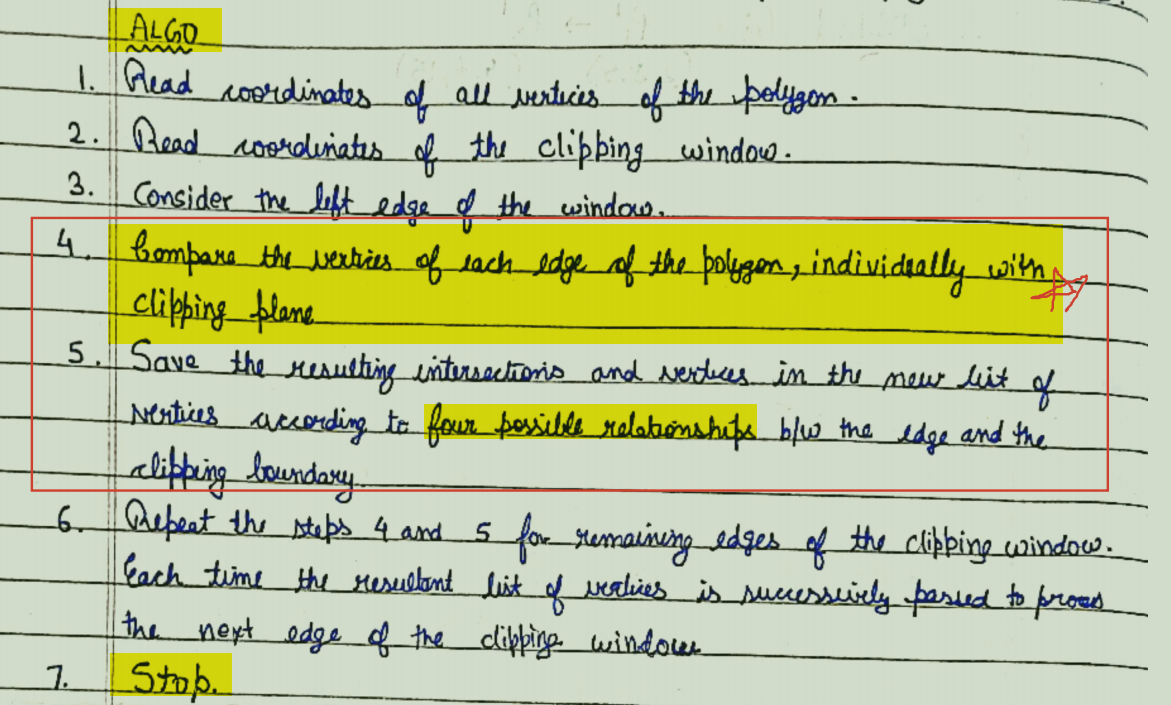 ALGO
1. Read coordinates of all vertices of the polygon.
2. Read coordinates of the clipping window.
3. Consider the left edge of the window.
4. Compare the vertices of each edge of the polygon, individually with
clipping plane
5. Save the resulting intersections and vertices in the new list of
vertices according to four possible relationships b/w the edge and the
clipping boundary.
6. Repeat the steps 4 and 5 for remaining edges of the clipping window.
Each time the resultant list of vertices is successively passed to process
the next edge of the clipping window
7. Stop.